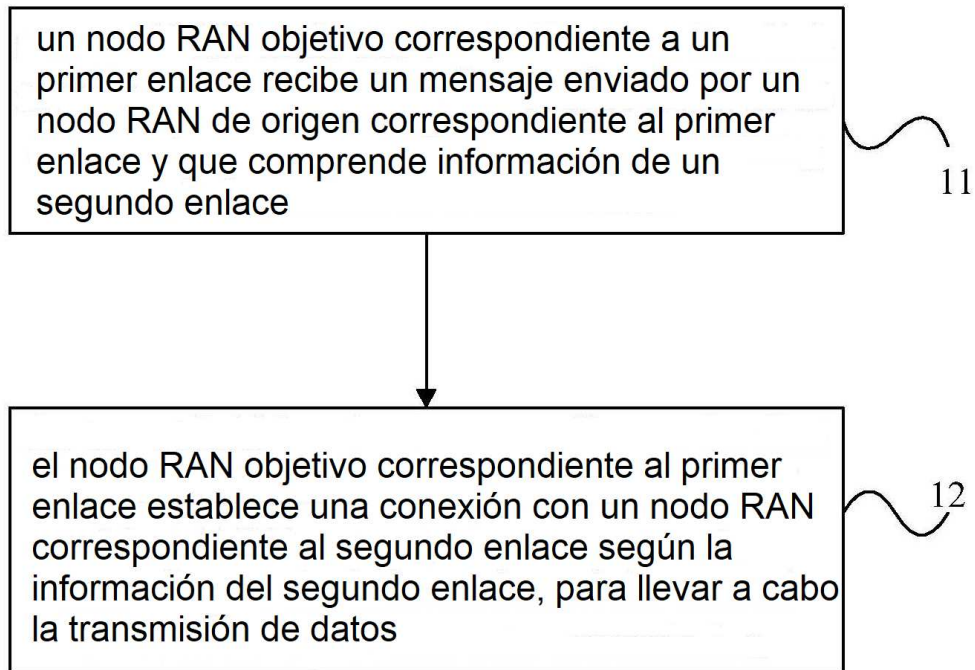 un nodo RAN objetivo correspondiente a un
primer enlace recibe un mensaje enviado por un
nodo RAN de origen correspondiente al primer
enlace y que comprende información de un
segundo enlace
11
el nodo RAN objetivo correspondiente al primer
enlace establece una conexión con un nodo RAN
correspondiente al segundo enlace según la
información del segundo enlace, para llevar a cabo
la transmisión de datos
12